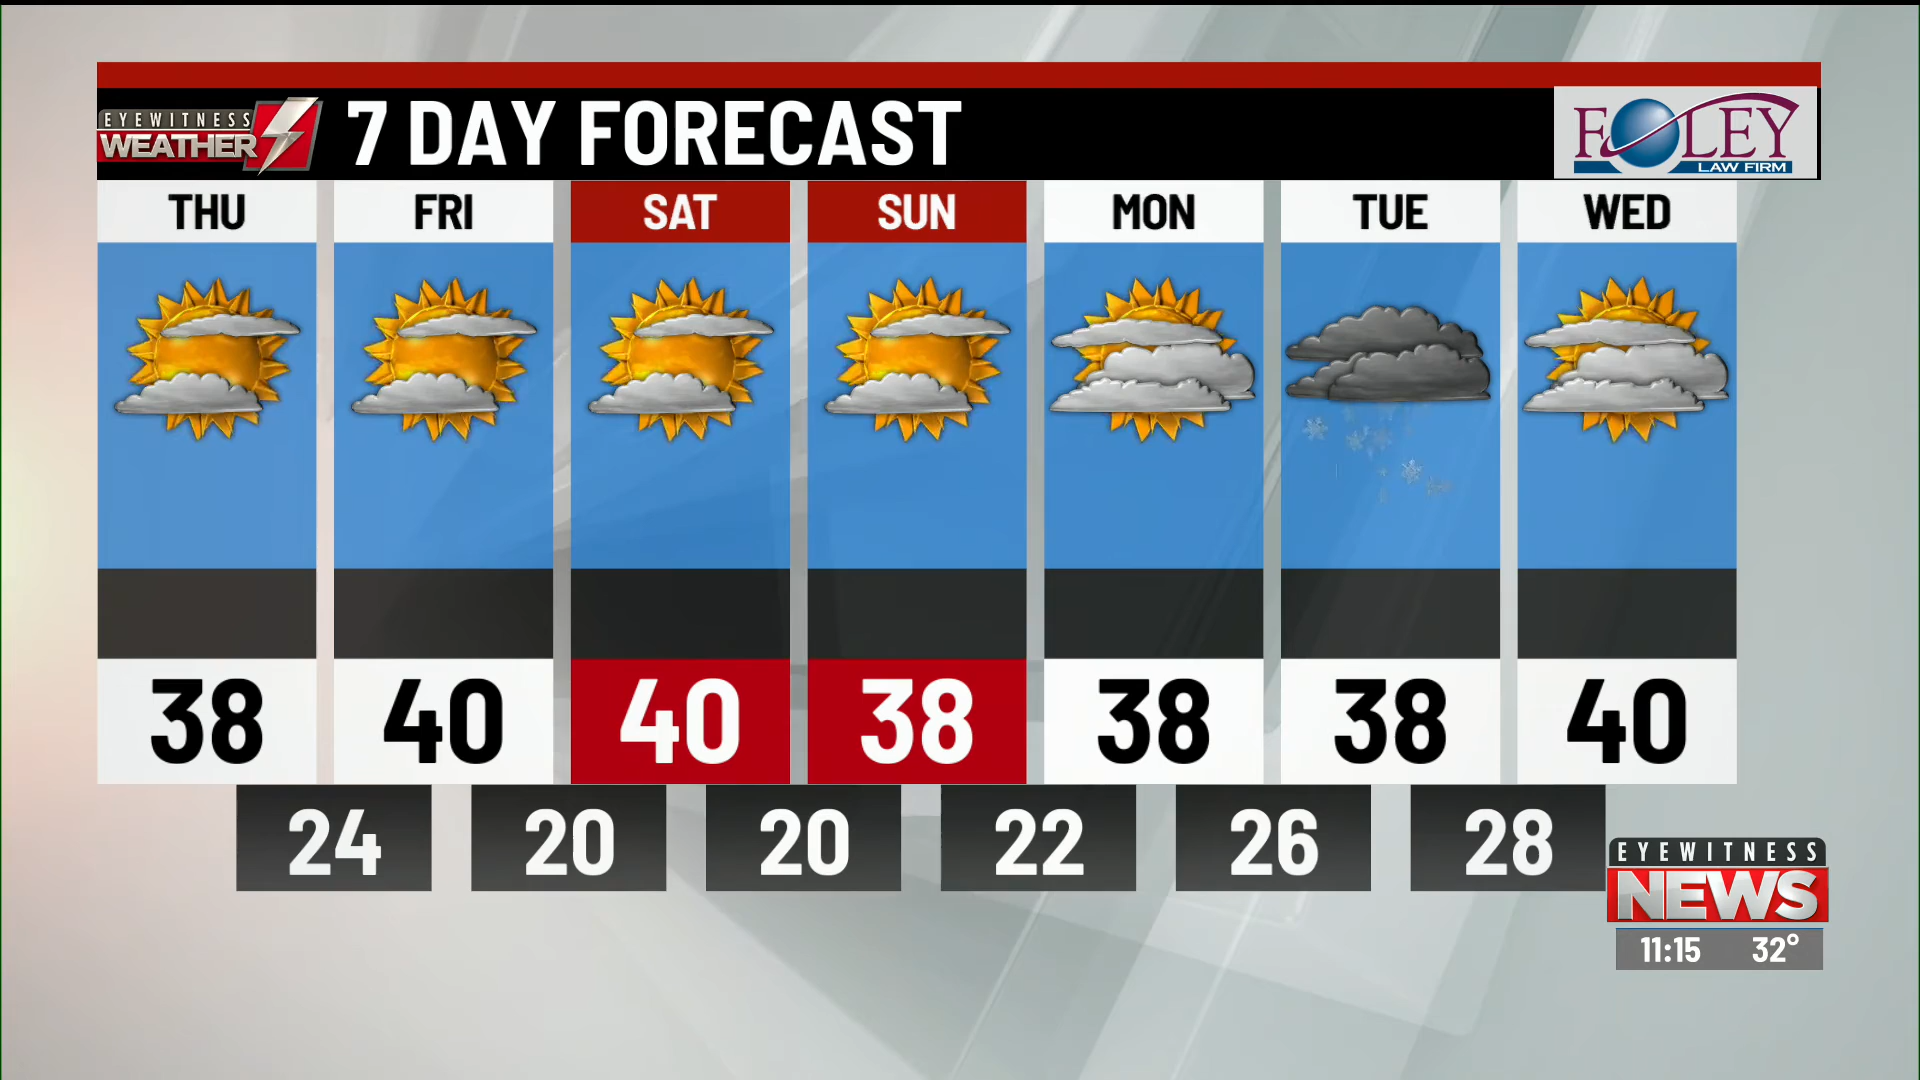 EYEWITNESS
WEATHER
7 DAY FORECAST
FOLEY
LAW FIRM
THU FRI SAT SUN MON TUE WED
38 40 40 38 38 38 40
24 20 20 22 26 28
EYEWITNESS
NEWS
11:15 32°